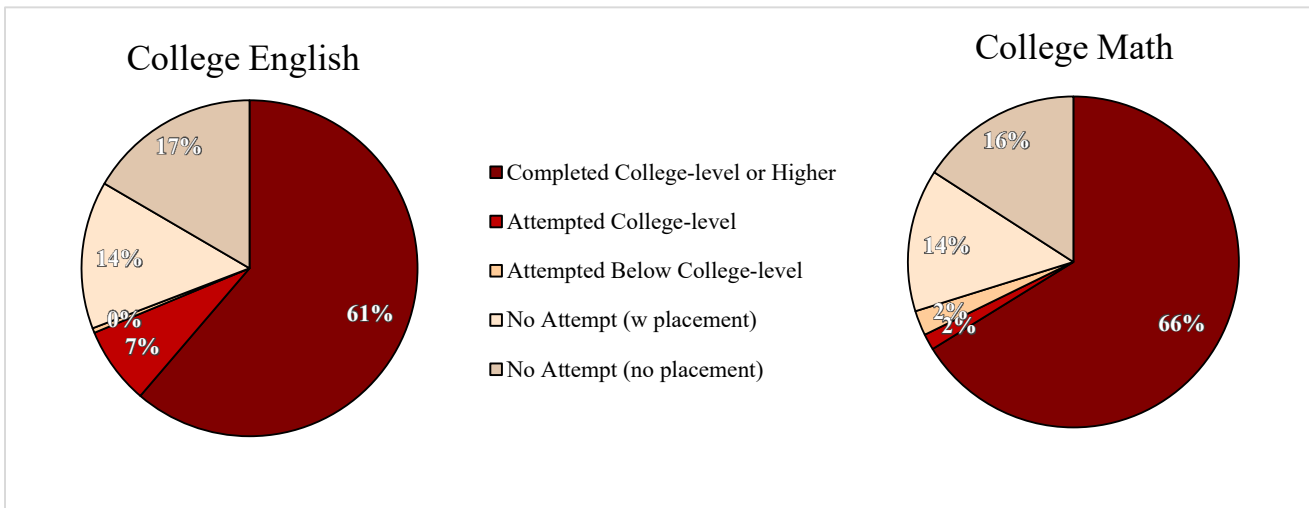 College English
17%
14%
0%
7%
61%
Completed College-level or Higher
Attempted College-level
Attempted Below College-level
No Attempt (w placement)
No Attempt (no placement)
College Math
16%
14%
2%
2%
66%